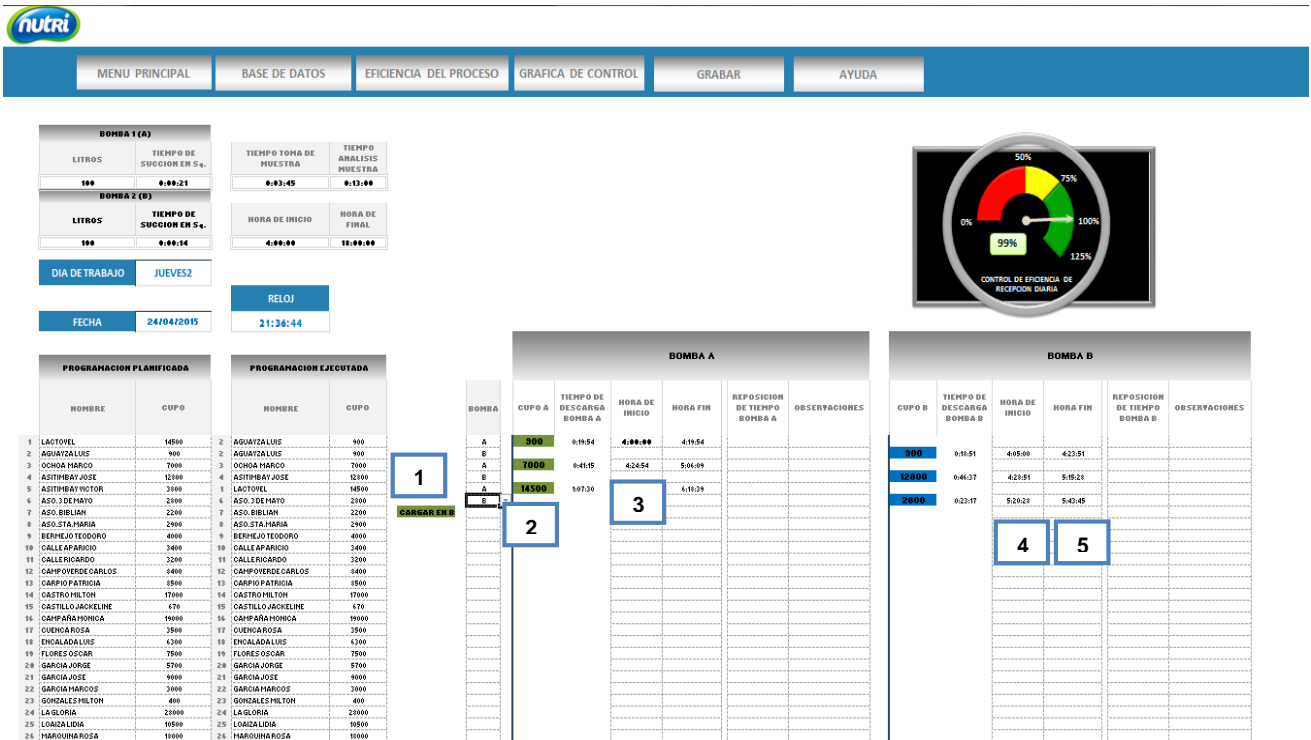 nutri
MENU PRINCIPAL BASE DE DATOS EFICIENCIA DEL PROCESO GRAFICA DE CONTROL GRABAR AYUDA
BOMBA 1 (A)
LITROS TIEMPO DE SUCCION EN Sg. TIEMPO TOMA DE MUESTRA TIEMPO ANALISIS MUESTRA
100 0:00:21 0:03:45 0:13:00
BOMBA 2 (B)
LITROS TIEMPO DE SUCCION EN Sg. HORA DE INICIO HORA DE FINAL
100 0:00:14 4:00:00 18:00:00
DIA DE TRABAJO JUEVES2
RELOJ
FECHA 24/04/2015 21:36:44
50%
75%
0% 100%
99%
125%
CONTROL DE EFICIENCIA DE
RECEPCION DIARIA
PROGRAMACION PLANIFICADA PROGRAMACION EJECUTADA BOMBA A BOMBA B
NOMBRE CUPO NOMBRE CUPO BOMBA CUPO A TIEMPO DE DESCARGA BOMBA A HORA DE INICIO HORA FIN REPOSICION DE TIEMPO BOMBA A OBSERVACIONES CUPO B TIEMPO DE DESCARGA BOMBA B HORA DE INICIO HORA FIN REPOSICION DE TIEMPO BOMBA B OBSERVACIONES
1 LACTOVEL 14500 2 AGUAYZA LUIS 900 A 900 0:19:54 4:00:00 4:19:54
2 AGUAYZA LUIS 900 2 AGUAYZA LUIS 900 B 900 0:18:51 4:05:00 4:23:51
3 OCHOA MARCO 7000 3 OCHOA MARCO 7000 A 7000 0:41:15 4:24:54 5:06:09
4 ASITIMBAY JOSE 12800 4 ASITIMBAY JOSE 12800 B 12800 0:46:37 4:28:51 5:15:28
5 ASITIMBAY VICTOR 3800 1 LACTOVEL 14500 A 14500 1:07:30 6:18:39
6 ASO. 3 DE MAYO 2800 6 ASO. 3 DE MAYO 2800 B 2800 0:23:17 5:20:28 5:43:45
7 ASO. BIBLIAN 2200 7 ASO. BIBLIAN 2200 CARGAR EN B
8 ASO. STA. MARIA 2900 8 ASO. STA. MARIA 2900
9 BERMEJO TEODORO 4000 9 BERMEJO TEODORO 4000
10 CALLE APARICIO 3400 10 CALLE APARICIO 3400
11 CALLE RICARDO 3200 11 CALLE RICARDO 3200
12 CAMPOVERDE CARLOS 8400 12 CAMPOVERDE CARLOS 8400
13 CARPIO PATRICIA 8500 13 CARPIO PATRICIA 8500
14 CASTRO MILTON 17000 14 CASTRO MILTON 17000
15 CASTILLO JACKELINE 670 15 CASTILLO JACKELINE 670
16 CAMPAÑA MONICA 19000 16 CAMPAÑA MONICA 19000
17 CUENCA ROSA 3500 17 CUENCA ROSA 3500
18 ENCALADA LUIS 6300 18 ENCALADA LUIS 6300
19 FLORES OSCAR 7500 19 FLORES OSCAR 7500
20 GARCIA JORGE 5700 20 GARCIA JORGE 5700
21 GARCIA JOSE 9000 21 GARCIA JOSE 9000
22 GARCIA MARCOS 3000 22 GARCIA MARCOS 3000
23 GONZALES MILTON 400 23 GONZALES MILTON 400
24 LA GLORIA 28000 24 LA GLORIA 28000
25 LOAIZA LIDIA 10500 25 LOAIZA LIDIA 10500
26 MARQUINA ROSA 18000 26 MARQUINA ROSA 18000
1
2
3
4
5